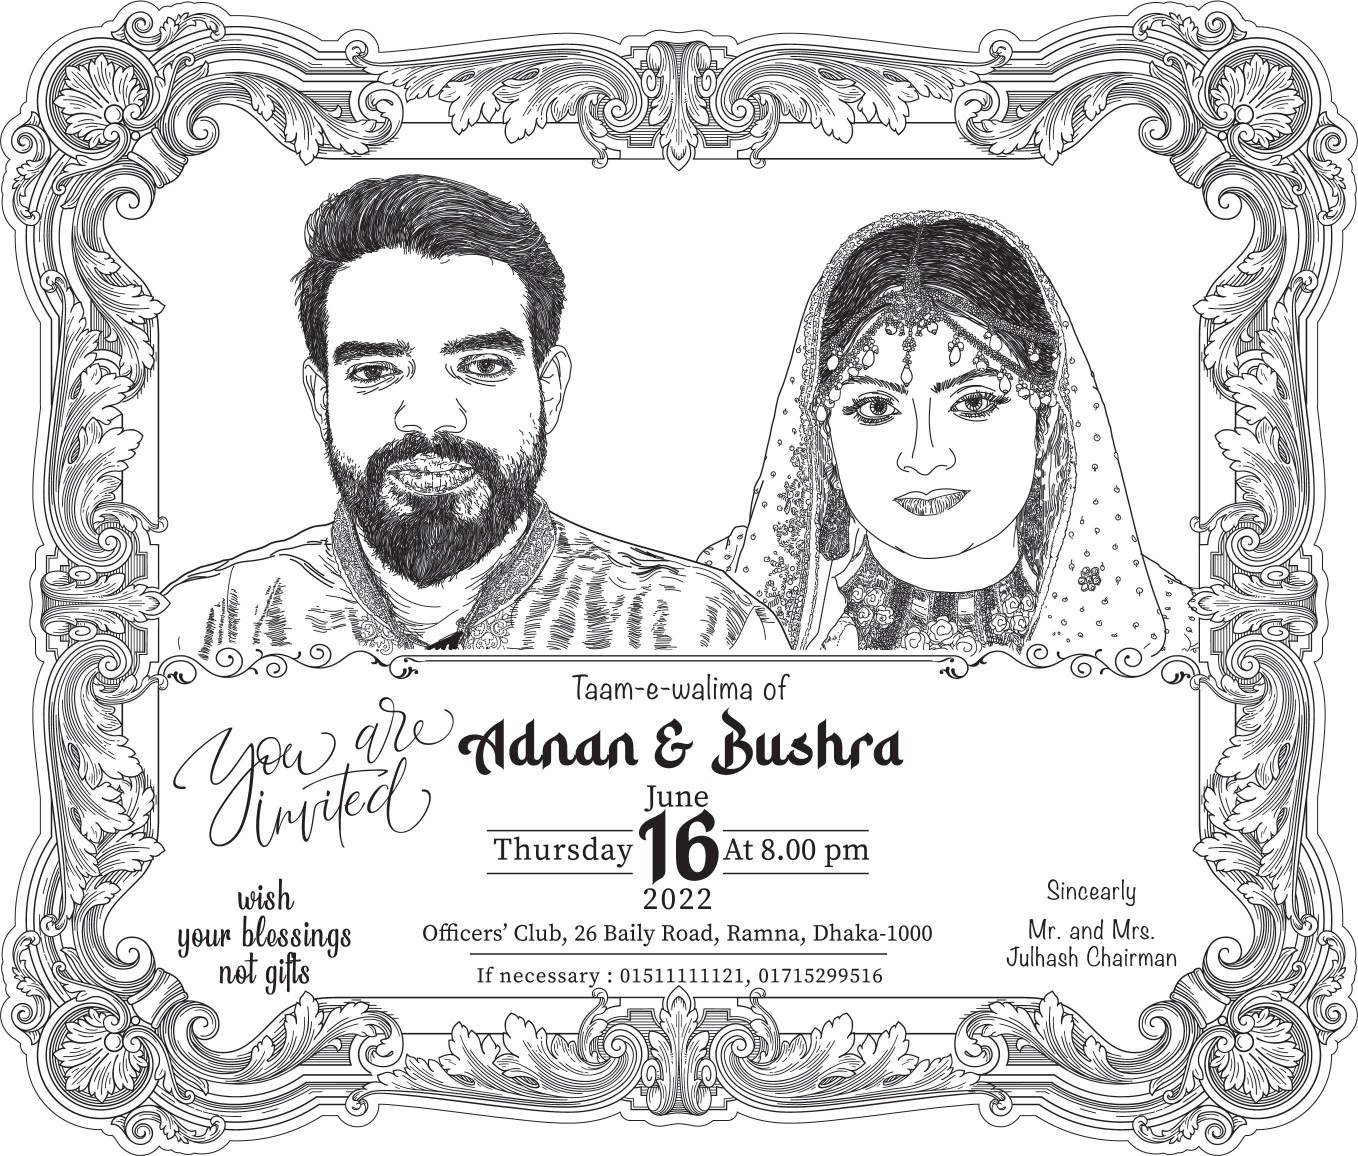 Taam-e-walima of
You are
invited
Adnan & Bushra
June
Thursday 16 At 8.00 pm
2022
wish
your blessings
not gifts
Officers' Club, 26 Baily Road, Ramna, Dhaka-1000
If necessary : 01511111121, 01715299516
Sincearly
Mr. and Mrs.
Julhash Chairman